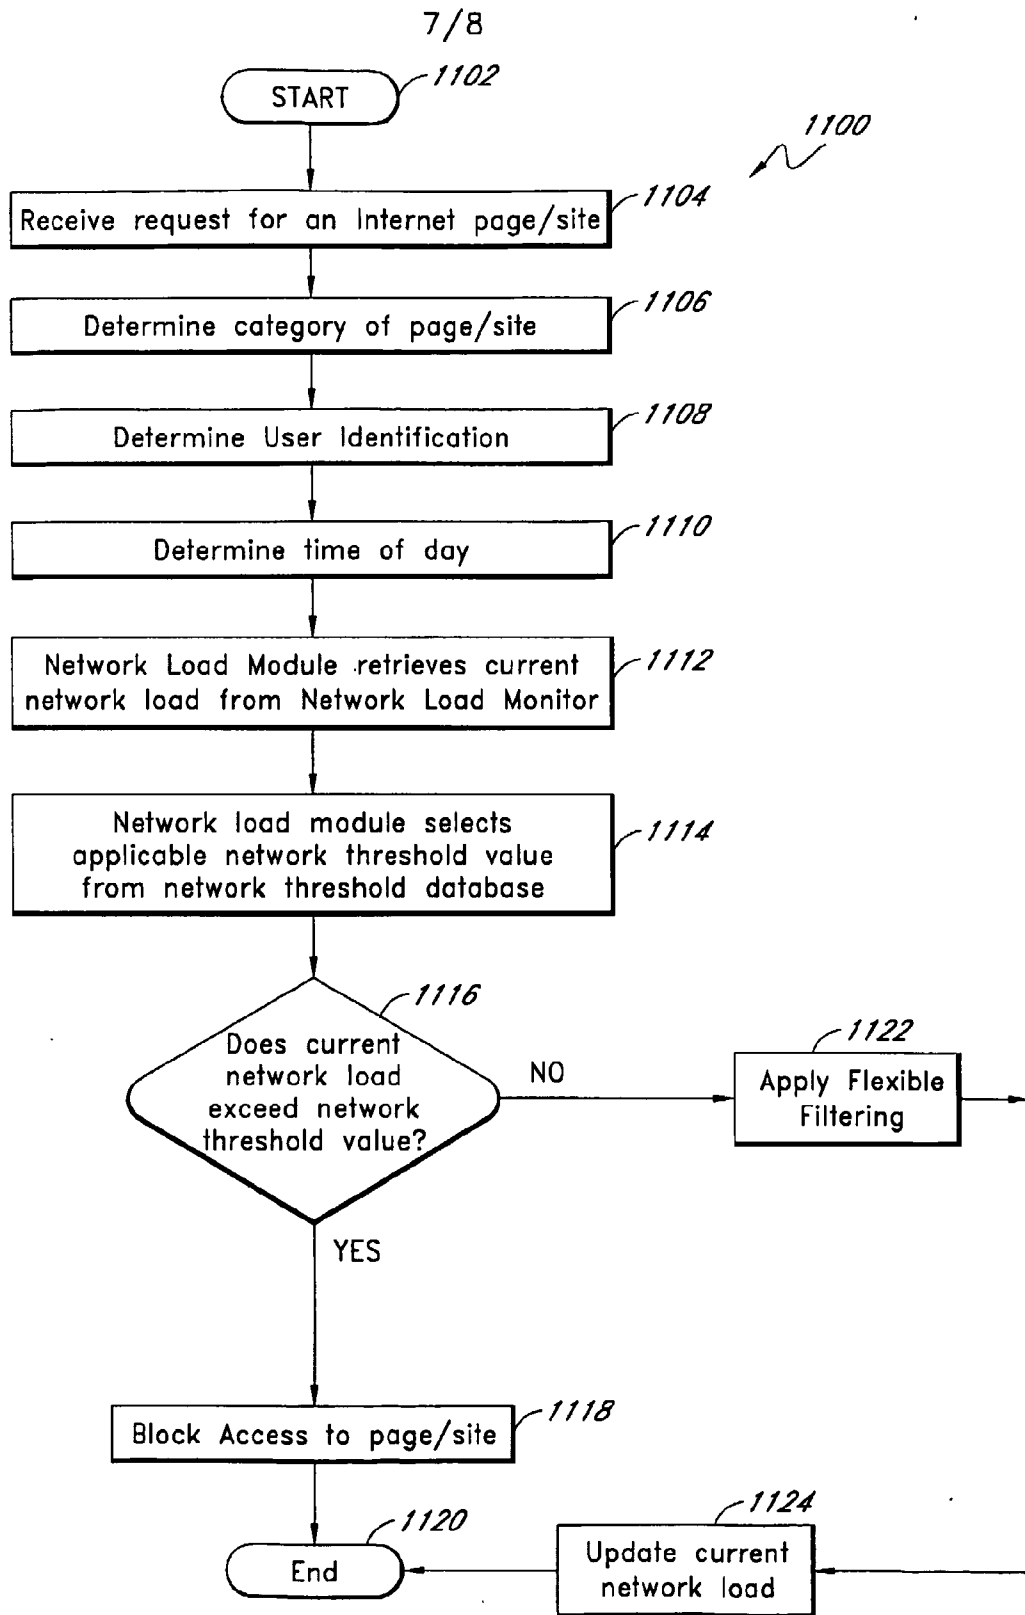 7/8
START
1102
1100
Receive request for an Internet page/site
1104
Determine category of page/site
1106
Determine User Identification
1108
Determine time of day
1110
Network Load Module retrieves current
network load from Network Load Monitor
1112
Network load module selects
applicable network threshold value
from network threshold database
1114
1116
Does current
network load
exceed network
threshold value?
NO
1122
Apply Flexible
Filtering
YES
Block Access to page/site
1118
1120
End
1124
Update current
network load